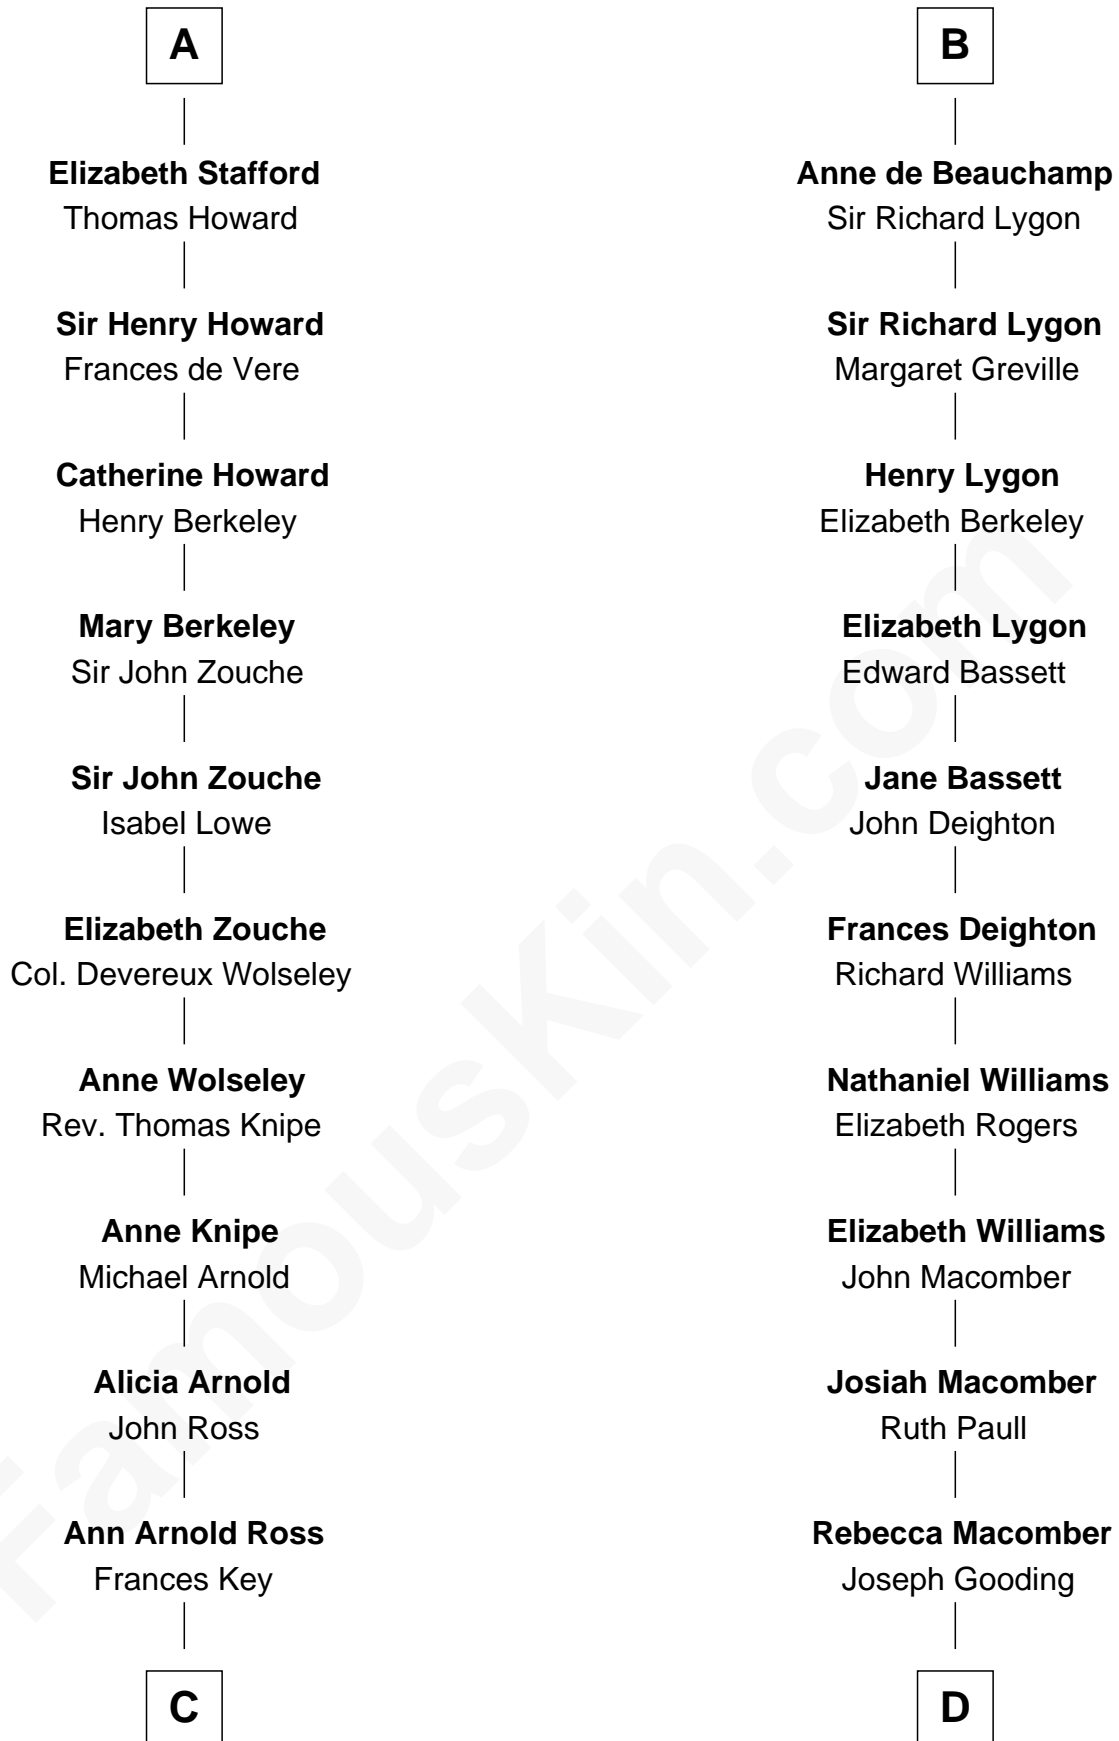 A
Elizabeth Stafford
Thomas Howard
Sir Henry Howard
Frances de Vere
Catherine Howard
Henry Berkeley
Mary Berkeley
Sir John Zouche
Sir John Zouche
Isabel Lowe
Elizabeth Zouche
Col. Devereux Wolseley
Anne Wolseley
Rev. Thomas Knipe
Anne Knipe
Michael Arnold
Alicia Arnold
John Ross
Ann Arnold Ross
Frances Key
C
B
Anne de Beauchamp
Sir Richard Lygon
Sir Richard Lygon
Margaret Greville
Henry Lygon
Elizabeth Berkeley
Elizabeth Lygon
Edward Bassett
Jane Bassett
John Deighton
Frances Deighton
Richard Williams
Nathaniel Williams
Elizabeth Rogers
Elizabeth Williams
John Macomber
Josiah Macomber
Ruth Paull
Rebecca Macomber
Joseph Gooding
D
FamousKin.com